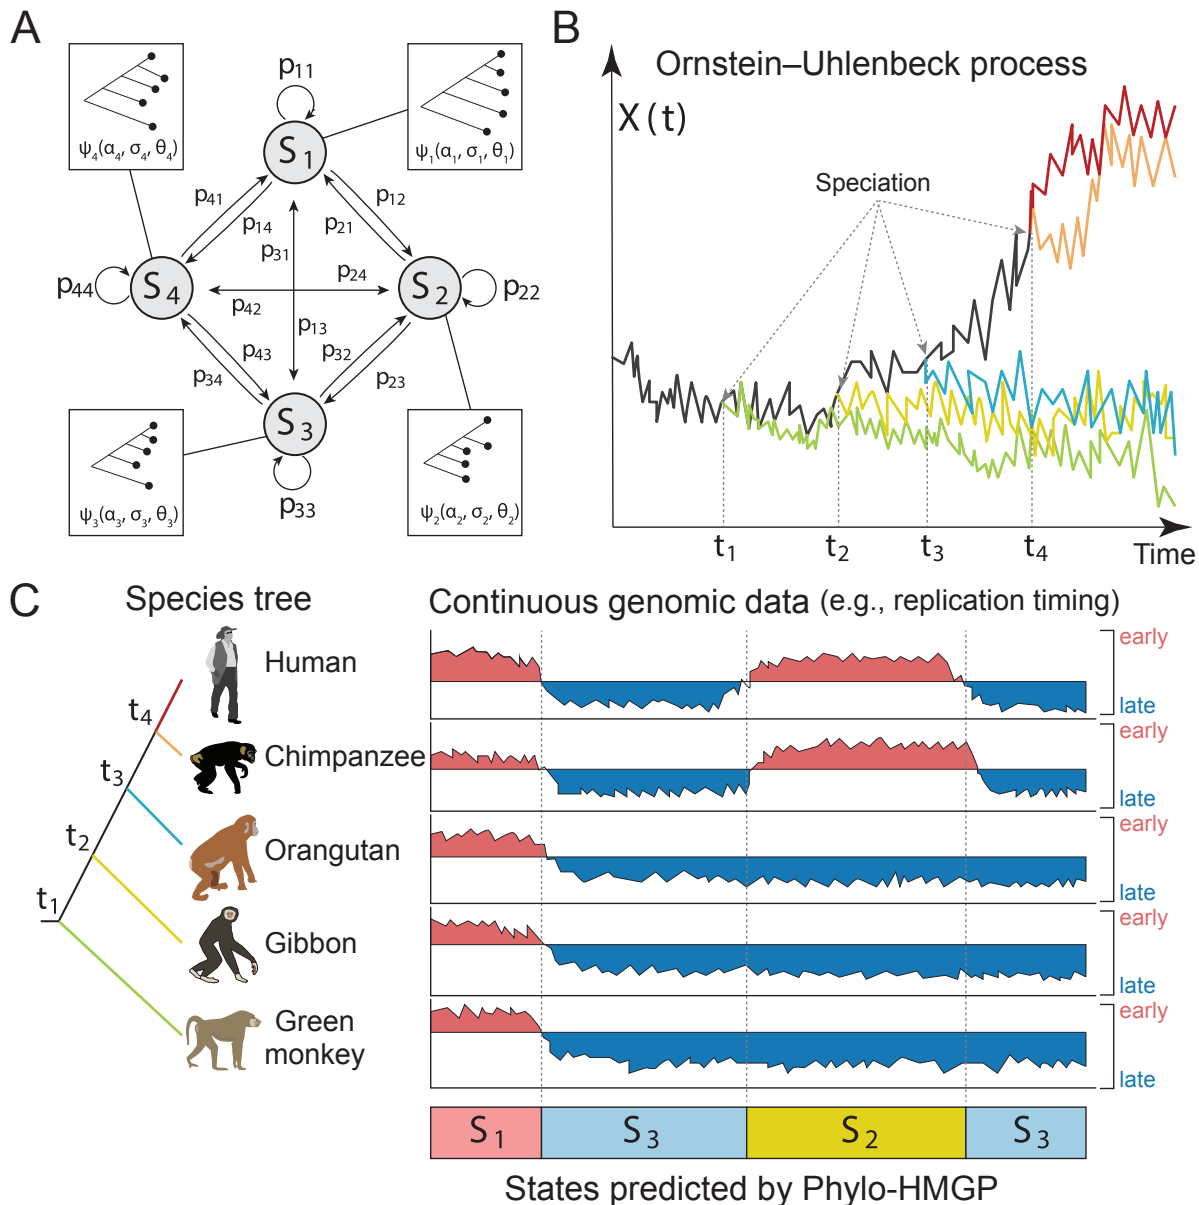 A
p₁₁
S₁
ψ₄(α₄, σ₄, θ₄)
ψ₁(α₁, σ₁, θ₁)
p₄₁
p₁₂
p₁₄
p₂₁
p₃₁
p₄₄
S₄
p₂₄
S₂
p₂₂
p₄₂
p₁₃
p₄₃
p₃₂
p₃₄
p₂₃
S₃
ψ₃(α₃, σ₃, θ₃)
p₃₃
ψ₂(α₂, σ₂, θ₂)
B
Ornstein–Uhlenbeck process
X(t)
Speciation
t₁
t₂
t₃
t₄
Time
C
Species tree
Human
t₄
Chimpanzee
t₃
Orangutan
t₂
t₁
Gibbon
Green
monkey
Continuous genomic data (e.g., replication timing)
early
late
early
late
early
late
early
late
early
late
S₁ S₃ S₂ S₃
States predicted by Phylo-HMGP